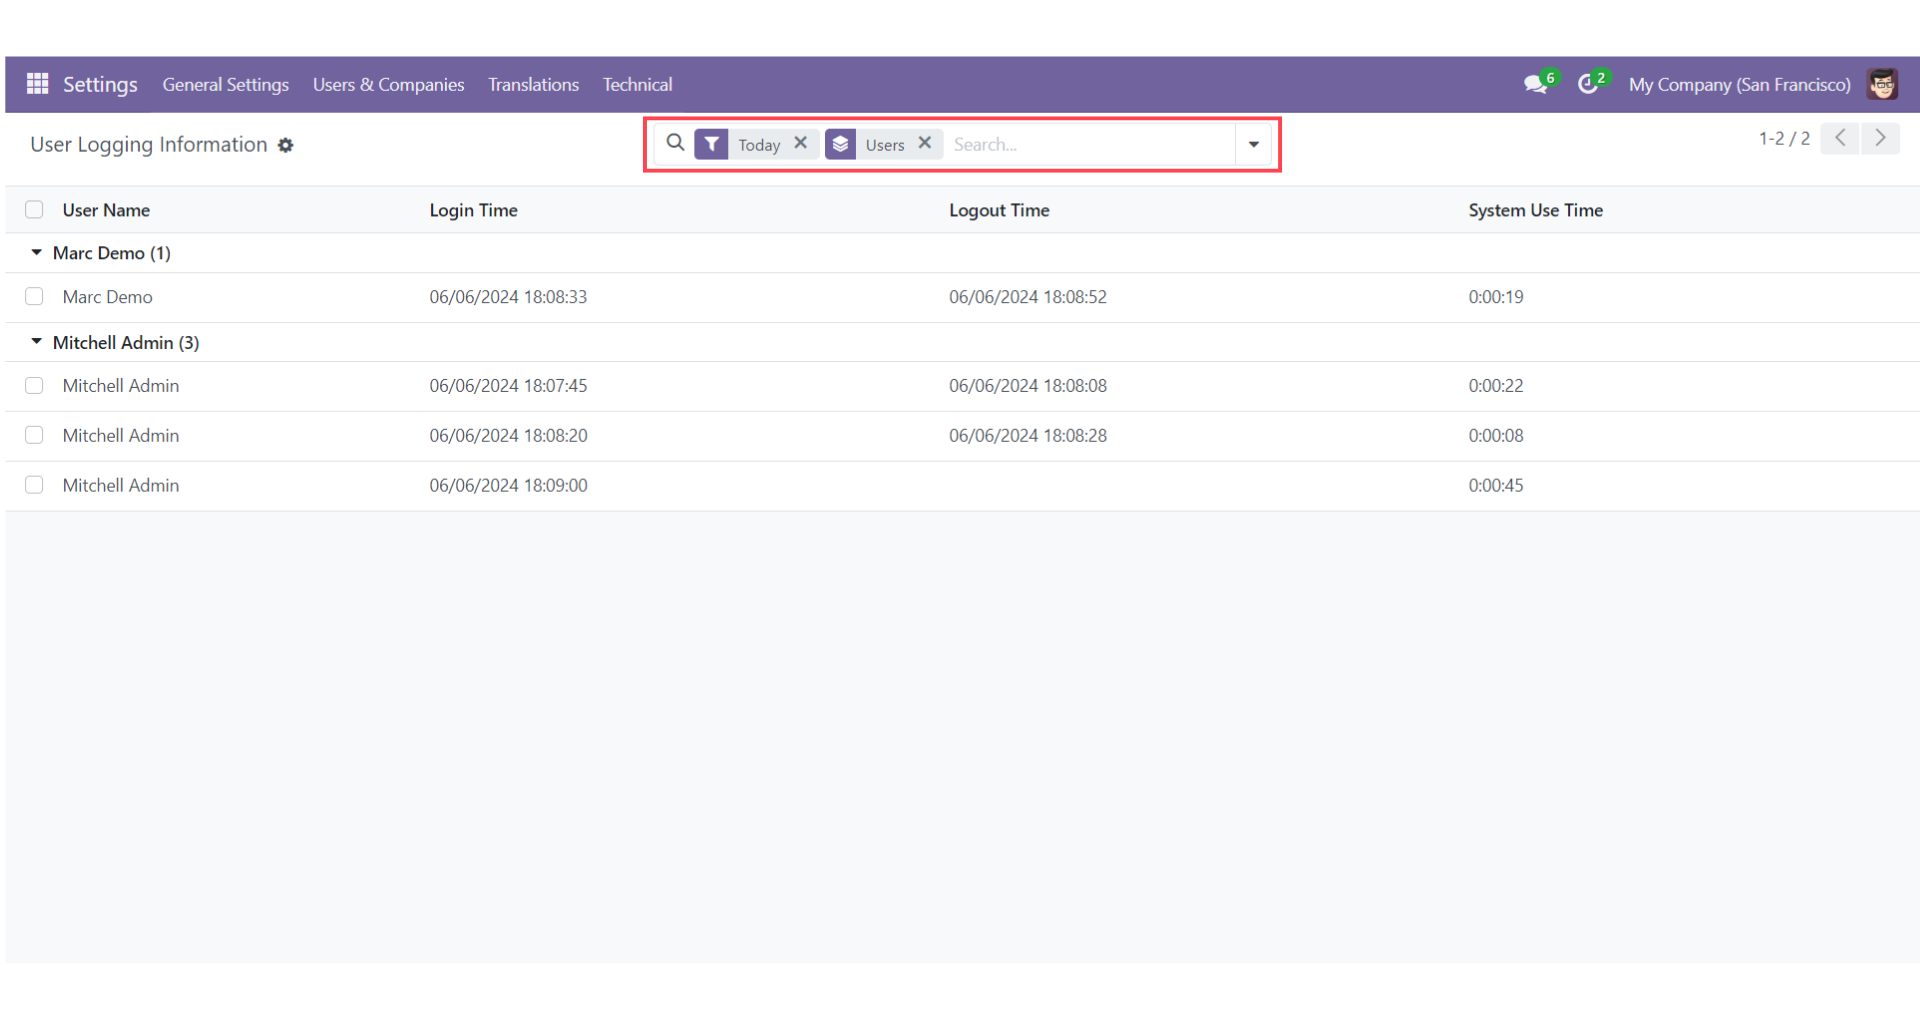 Settings General Settings Users & Companies Translations Technical 6 2 My Company (San Francisco)
User Logging Information Today Users Search... 1-2 / 2
User Name Login Time Logout Time System Use Time
Marc Demo (1)
Marc Demo 06/06/2024 18:08:33 06/06/2024 18:08:52 0:00:19
Mitchell Admin (3)
Mitchell Admin 06/06/2024 18:07:45 06/06/2024 18:08:08 0:00:22
Mitchell Admin 06/06/2024 18:08:20 06/06/2024 18:08:28 0:00:08
Mitchell Admin 06/06/2024 18:09:00 0:00:45